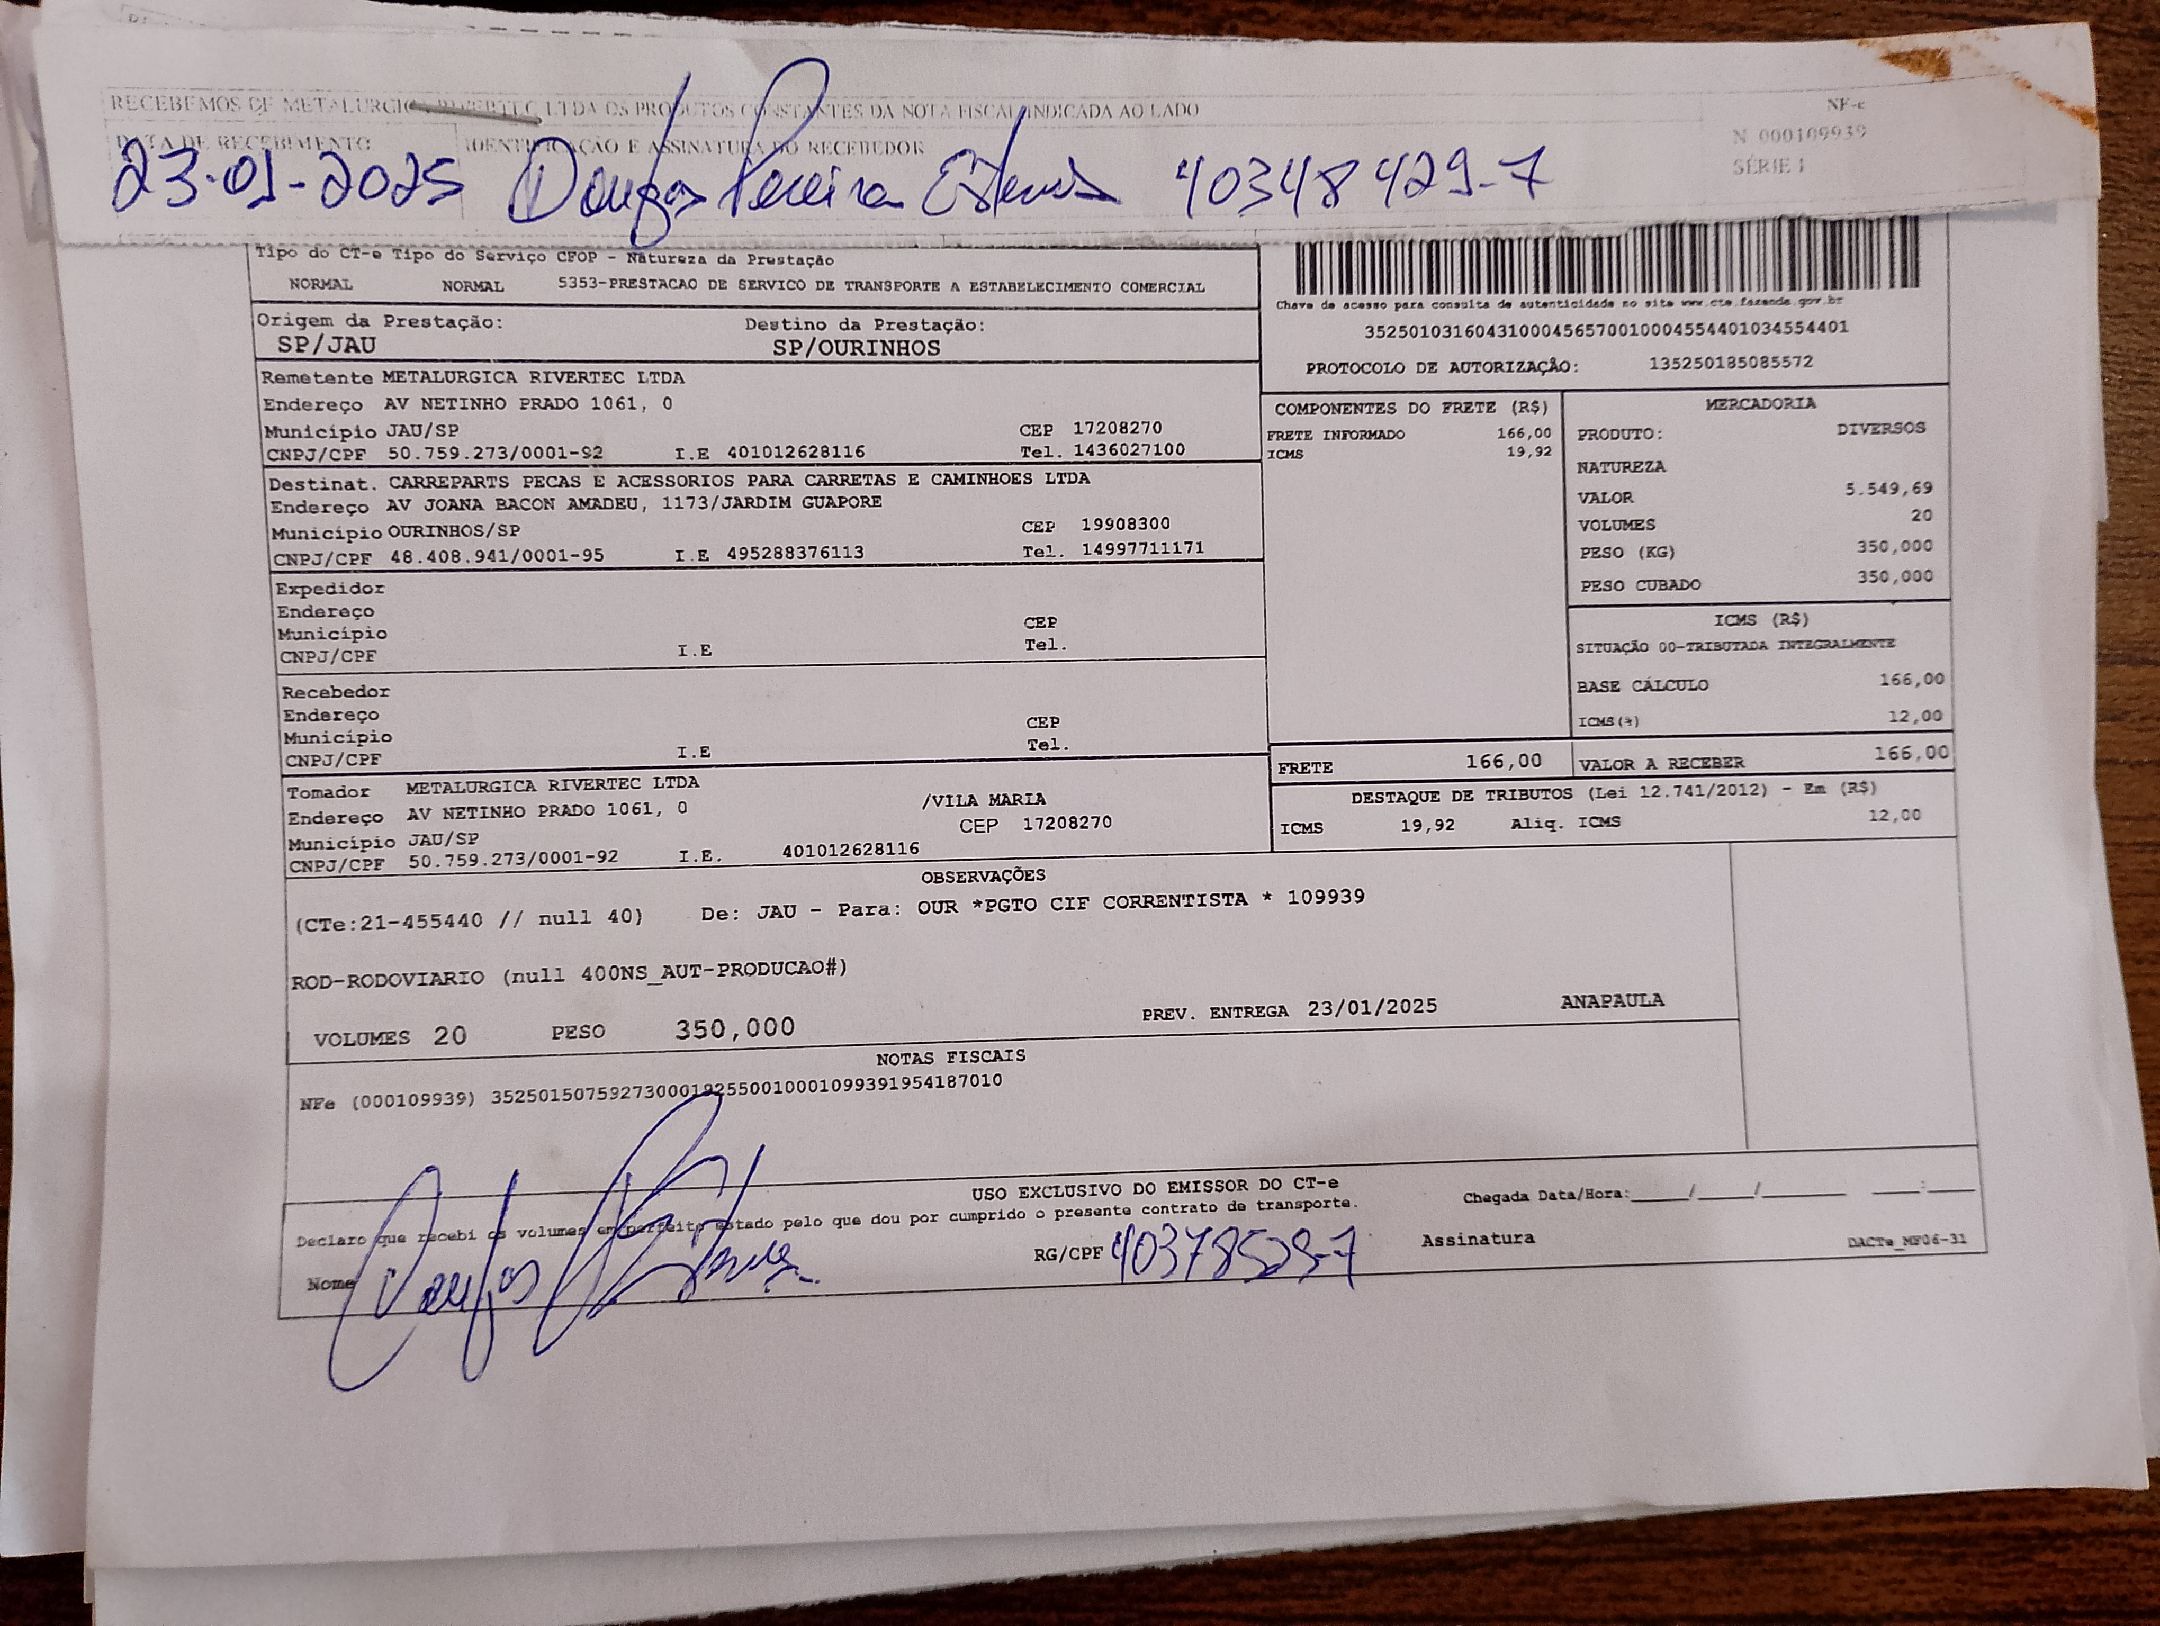 RECEBEMOS DE METALURGICA RIVERTEC LTDA OS PRODUTOS CONSTANTES DA NOTA FISCAL INDICADA AO LADO
NF-e
DATA DE RECEBIMENTO IDENTIFICAÇÃO E ASSINATURA DO RECEBEDOR
N 000109939
SÉRIE 1
23-01-2025 Douglas Pereira Esteves 40348429-7
Tipo do CT-e Tipo do Serviço CFOP - Natureza da Prestação
NORMAL NORMAL 5353-PRESTACAO DE SERVICO DE TRANSPORTE A ESTABELECIMENTO COMERCIAL
Chave de acesso para consulta de autenticidade no site www.cte.fazenda.gov.br
35250103160431000456570010004554401034554401
PROTOCOLO DE AUTORIZAÇÃO: 135250185085572
Origem da Prestação: Destino da Prestação:
SP/JAU SP/OURINHOS
Remetente METALURGICA RIVERTEC LTDA
Endereço AV NETINHO PRADO 1061, 0
Município JAU/SP CEP 17208270
CNPJ/CPF 50.759.273/0001-92 I.E 401012628116 Tel. 1436027100
Destinat. CARREPARTS PECAS E ACESSORIOS PARA CARRETAS E CAMINHOES LTDA
Endereço AV JOANA BACON AMADEU, 1173/JARDIM GUAPORE
Município OURINHOS/SP CEP 19908300
CNPJ/CPF 48.408.941/0001-95 I.E 495288376113 Tel. 14997711171
Expedidor
Endereço
Município CEP
CNPJ/CPF I.E Tel.
Recebedor
Endereço
Município CEP
CNPJ/CPF I.E Tel.
Tomador METALURGICA RIVERTEC LTDA
Endereço AV NETINHO PRADO 1061, 0 /VILA MARIA
Município JAU/SP CEP 17208270
CNPJ/CPF 50.759.273/0001-92 I.E. 401012628116
COMPONENTES DO FRETE (R$)
FRETE INFORMADO 166,00
ICMS 19,92
MERCADORIA
PRODUTO: DIVERSOS
NATUREZA
VALOR 5.549,69
VOLUMES 20
PESO (KG) 350,000
PESO CUBADO 350,000
ICMS (R$)
SITUAÇÃO 00-TRIBUTADA INTEGRALMENTE
BASE CÁLCULO 166,00
ICMS(%) 12,00
FRETE 166,00 VALOR A RECEBER 166,00
DESTAQUE DE TRIBUTOS (Lei 12.741/2012) - Em (R$)
ICMS 19,92 Aliq. ICMS 12,00
OBSERVAÇÕES
(CTe:21-455440 // null 40) De: JAU - Para: OUR *PGTO CIF CORRENTISTA * 109939
ROD-RODOVIARIO (null 400NS_AUT-PRODUCAO#)
VOLUMES 20 PESO 350,000 PREV. ENTREGA 23/01/2025 ANAPAULA
NOTAS FISCAIS
NFe (000109939) 35250150759273000192550010001099391954187010
USO EXCLUSIVO DO EMISSOR DO CT-e
Declaro que recebi os volumes em perfeito estado pelo que dou por cumprido o presente contrato de transporte.
Chegada Data/Hora:_____/_____/_______ ____:____
Nome Douglas RG/CPF 40378529-7 Assinatura
DACTe_MF06-31